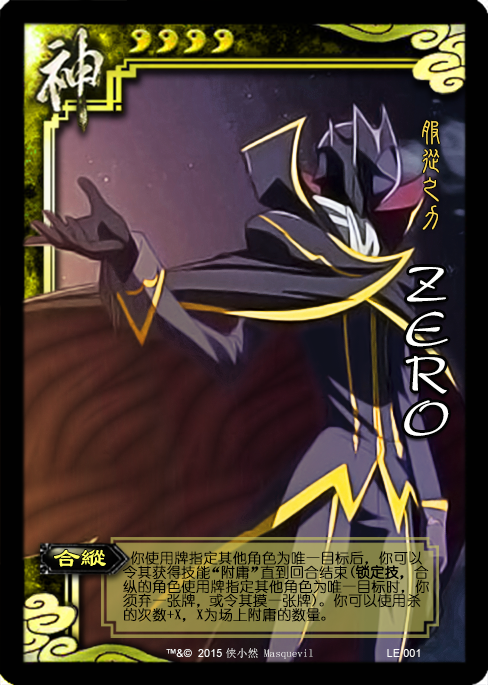 神
服從之力
ZERO
合縱
你使用牌指定其他角色为唯一目标后，你可以
令其获得技能“附庸”直到回合结束(锁定技，合
纵的角色使用牌指定其他角色为唯一目标时，你
须弃一张牌，或令其摸一张牌)。你可以使用杀
的次数+X，X为场上附庸的数量。
™&© 2015 侠小然 Masquevil
LE/001